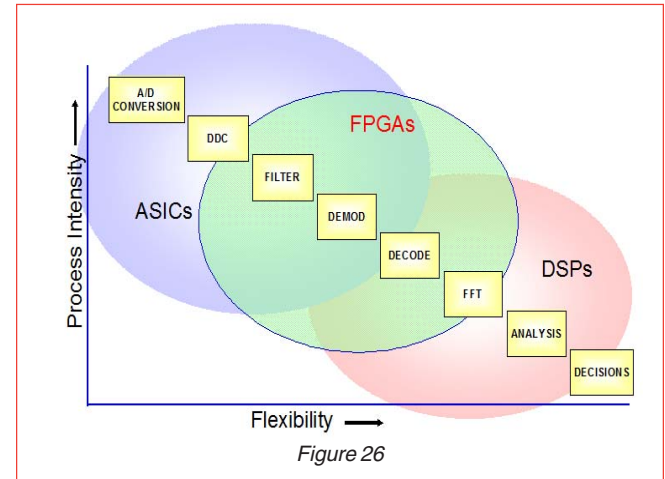 A/D
CONVERSION
DDC
FPGAs
FILTER
ASICs
DEMOD
DECODE
DSPs
FFT
ANALYSIS
DECISIONS
Process Intensity
Flexibility
Figure 26